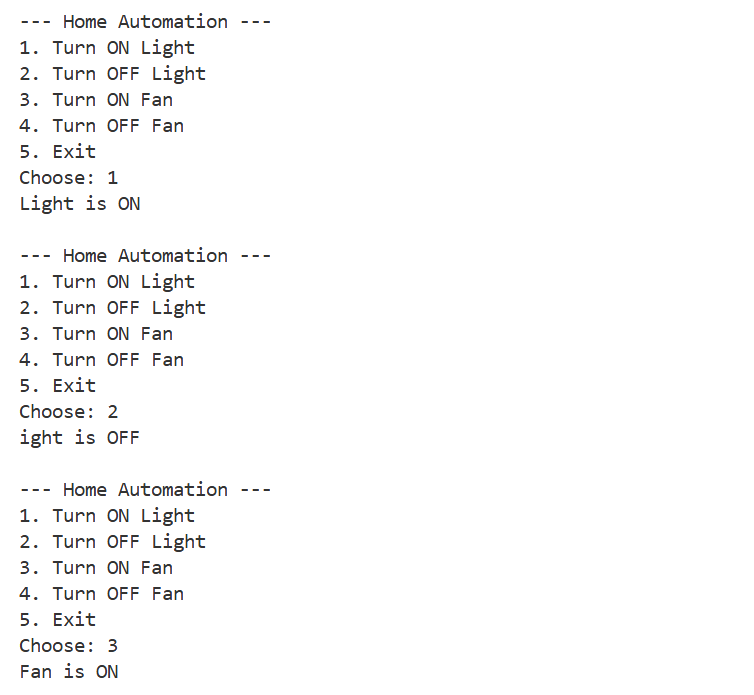 --- Home Automation ---
1. Turn ON Light
2. Turn OFF Light
3. Turn ON Fan
4. Turn OFF Fan
5. Exit
Choose: 1
Light is ON

--- Home Automation ---
1. Turn ON Light
2. Turn OFF Light
3. Turn ON Fan
4. Turn OFF Fan
5. Exit
Choose: 2
ight is OFF

--- Home Automation ---
1. Turn ON Light
2. Turn OFF Light
3. Turn ON Fan
4. Turn OFF Fan
5. Exit
Choose: 3
Fan is ON